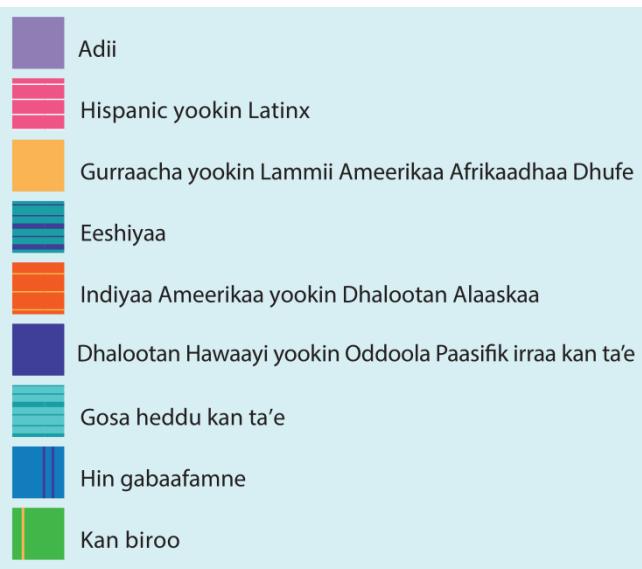 Adii
Hispanic yookin Latinx
Gurraacha yookin Lammii Ameerikaa Afrikaadhaa Dhufe
Eeshiyaa
Indiyaa Ameerikaa yookin Dhalootan Alaaskaa
Dhalootan Hawaayi yookin Oddoola Paasifik irraa kan ta’e
Gosa heddu kan ta’e
Hin gabaafamne
Kan biroo